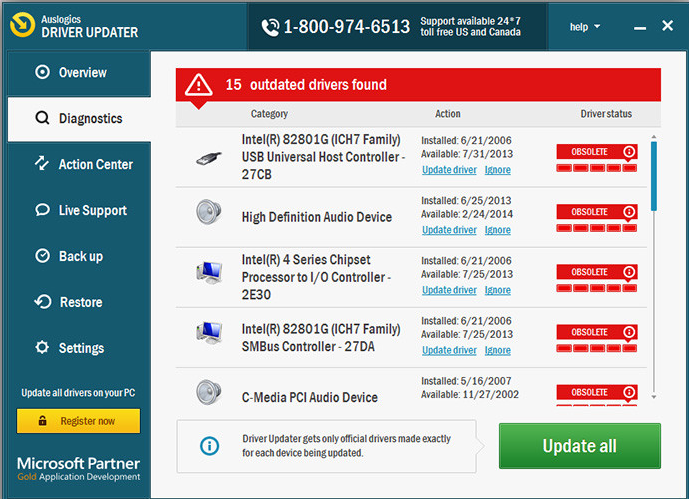 Auslogics
DRIVER UPDATER
1-800-974-6513
Support available 24*7
toll free US and Canada
help
Overview
Diagnostics
Action Center
Live Support
Back up
Restore
Settings
Update all drivers on your PC
Register now
Microsoft Partner
Gold Application Development
15 outdated drivers found
Category
Action
Driver status
Intel(R) 82801G (ICH7 Family)
USB Universal Host Controller -
27CB
Installed: 6/21/2006
Available: 7/31/2013
Update driver Ignore
OBSOLETE
High Definition Audio Device
Installed: 6/25/2013
Available: 2/24/2014
Update driver Ignore
OBSOLETE
Intel(R) 4 Series Chipset
Processor to I/O Controller -
2E30
Installed: 6/21/2006
Available: 7/25/2013
Update driver Ignore
OBSOLETE
Intel(R) 82801G (ICH7 Family)
SMBus Controller - 27DA
Installed: 6/21/2006
Available: 7/25/2013
Update driver Ignore
OBSOLETE
C-Media PCI Audio Device
Installed: 5/16/2007
Available: 11/27/2002
OBSOLETE
Driver Updater gets only official drivers made exactly
for each device being updated.
Update all